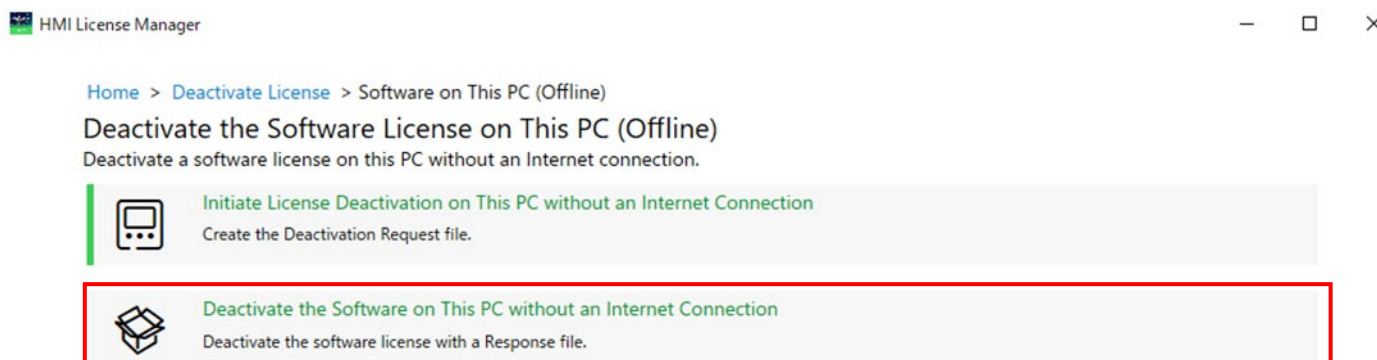 HMI License Manager
Home > Deactivate License > Software on This PC (Offline)
Deactivate the Software License on This PC (Offline)
Deactivate a software license on this PC without an Internet connection.
Initiate License Deactivation on This PC without an Internet Connection
Create the Deactivation Request file.
Deactivate the Software on This PC without an Internet Connection
Deactivate the software license with a Response file.